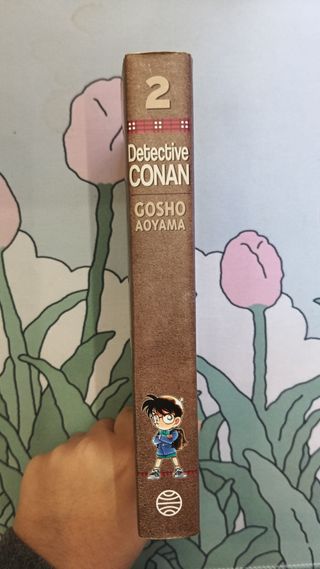 2
Detective
CONAN
GOSHO
AOYAMA